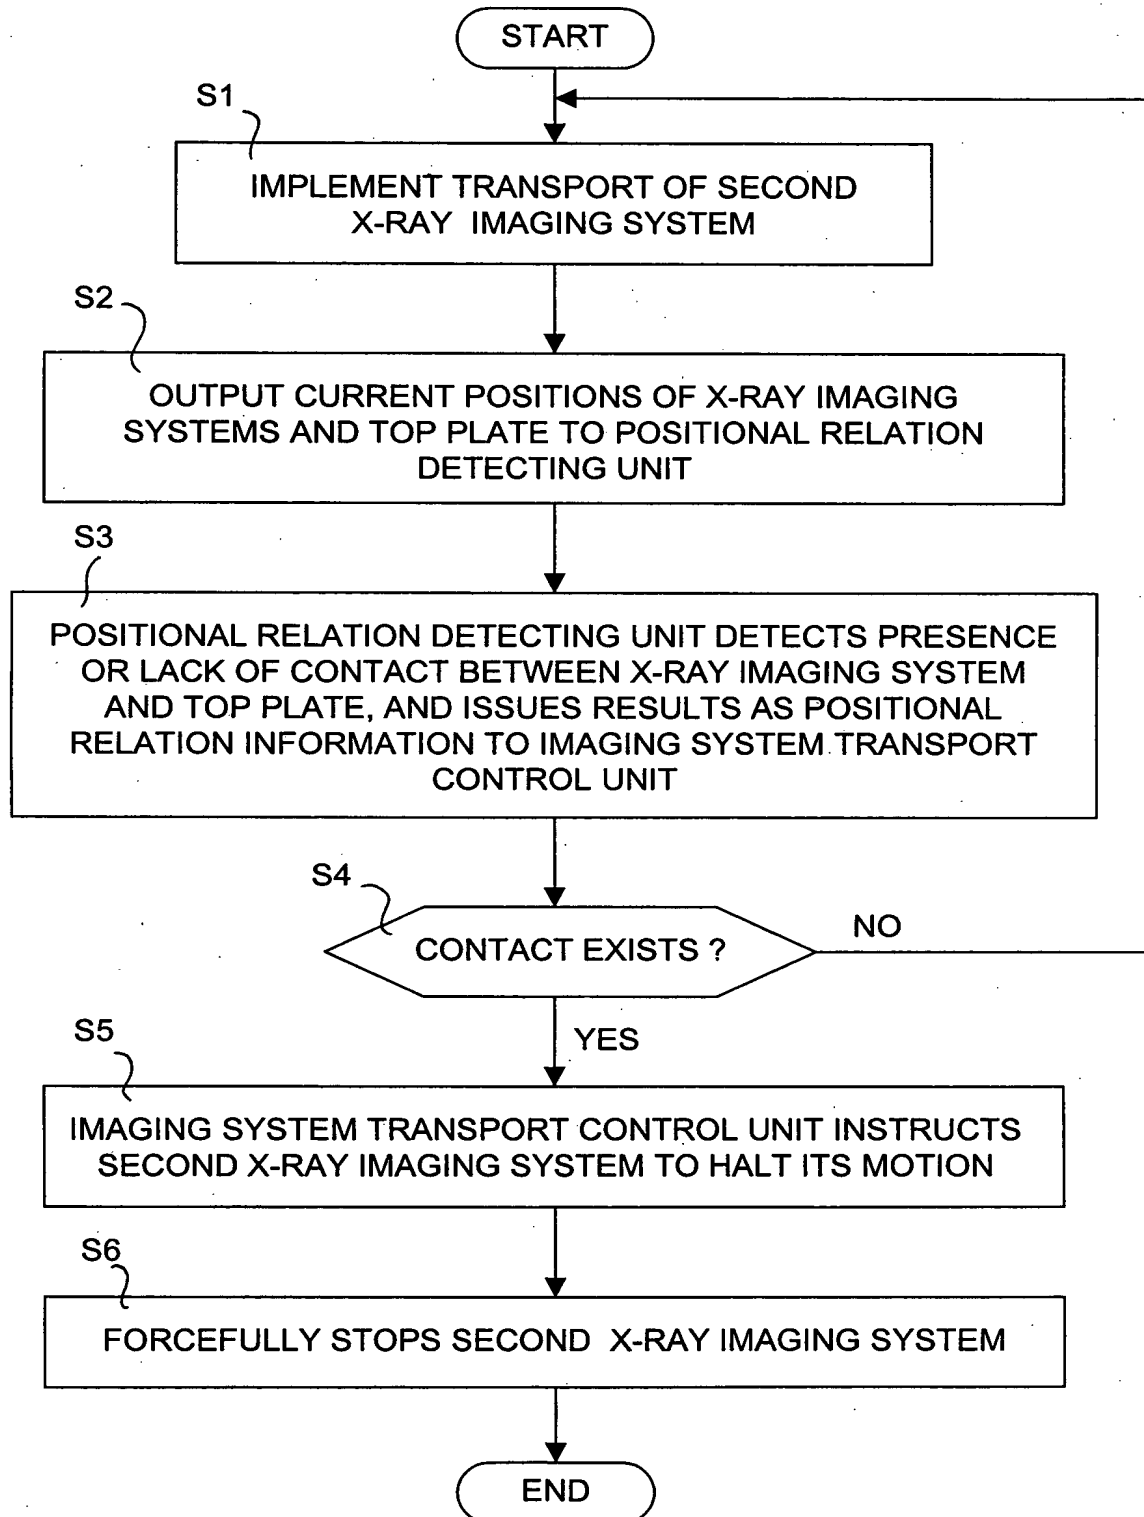 START
S1
IMPLEMENT TRANSPORT OF SECOND
X-RAY IMAGING SYSTEM
S2
OUTPUT CURRENT POSITIONS OF X-RAY IMAGING
SYSTEMS AND TOP PLATE TO POSITIONAL RELATION
DETECTING UNIT
S3
POSITIONAL RELATION DETECTING UNIT DETECTS PRESENCE
OR LACK OF CONTACT BETWEEN X-RAY IMAGING SYSTEM
AND TOP PLATE, AND ISSUES RESULTS AS POSITIONAL
RELATION INFORMATION TO IMAGING SYSTEM TRANSPORT
CONTROL UNIT
S4
CONTACT EXISTS ?
NO
YES
S5
IMAGING SYSTEM TRANSPORT CONTROL UNIT INSTRUCTS
SECOND X-RAY IMAGING SYSTEM TO HALT ITS MOTION
S6
FORCEFULLY STOPS SECOND X-RAY IMAGING SYSTEM
END